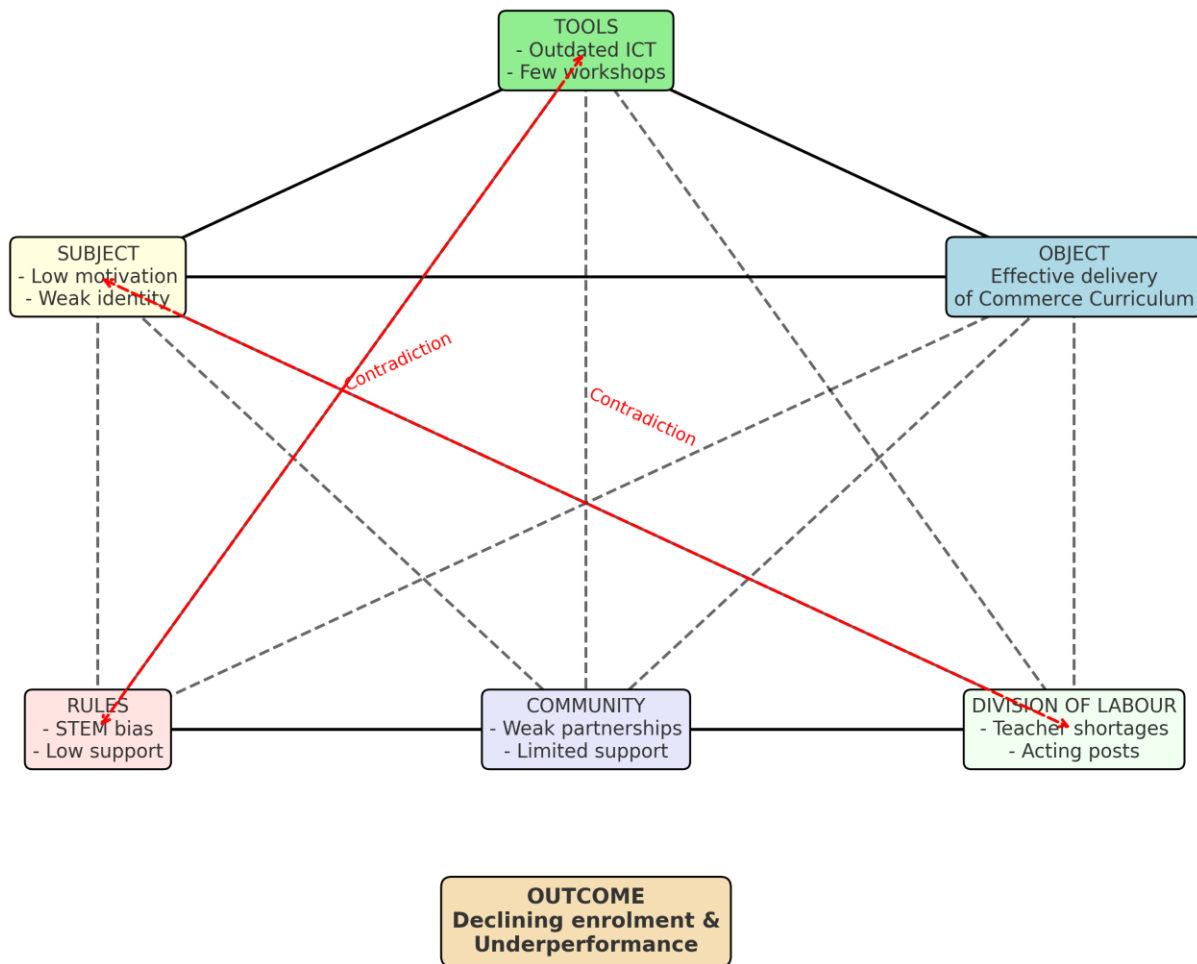 TOOLS
- Outdated ICT
- Few workshops
SUBJECT
- Low motivation
- Weak identity
OBJECT
Effective delivery
of Commerce Curriculum
Contradiction
Contradiction
RULES
- STEM bias
- Low support
COMMUNITY
- Weak partnerships
- Limited support
DIVISION OF LABOUR
- Teacher shortages
- Acting posts
OUTCOME
Declining enrolment &
Underperformance